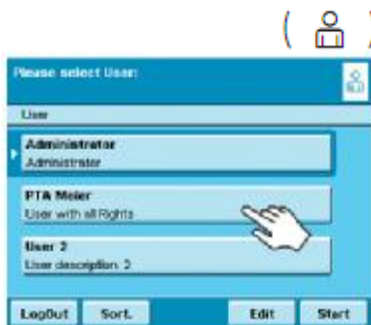 Please select User:
User
Administrator
Administrator
PTA Meier
User with all Rights
User 2
User description 2
LogOut Sort. Edit Start